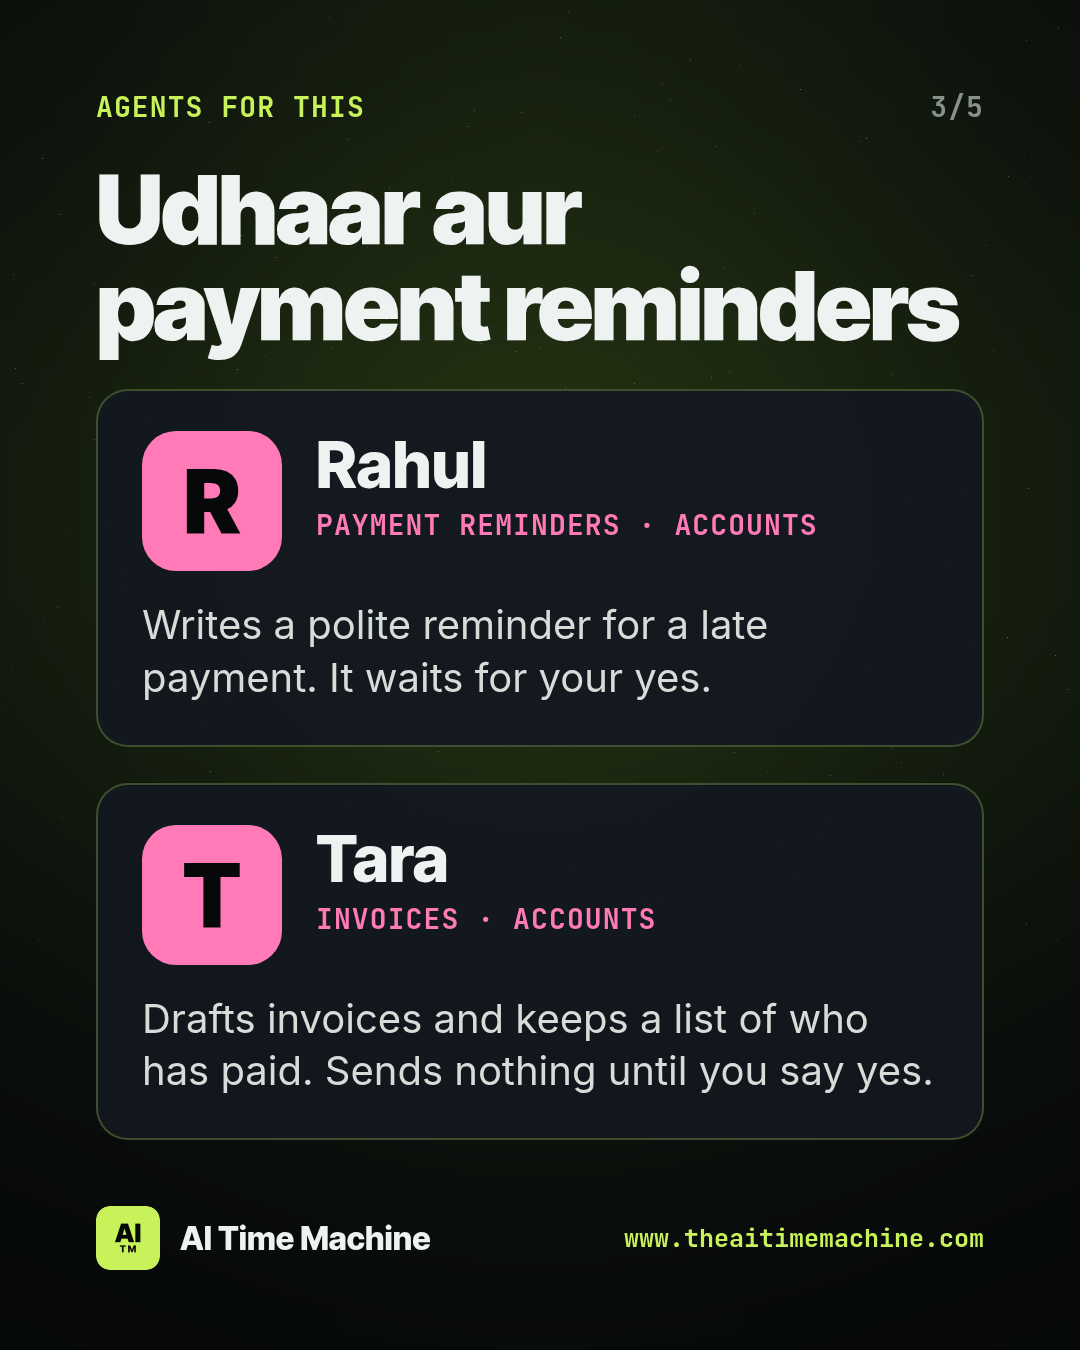 AGENTS FOR THIS
3/5
Udhaar aur
payment reminders
R
Rahul
PAYMENT REMINDERS · ACCOUNTS
Writes a polite reminder for a late
payment. It waits for your yes.
T
Tara
INVOICES · ACCOUNTS
Drafts invoices and keeps a list of who
has paid. Sends nothing until you say yes.
AI
TM
AI Time Machine
www.theaitimemachine.com